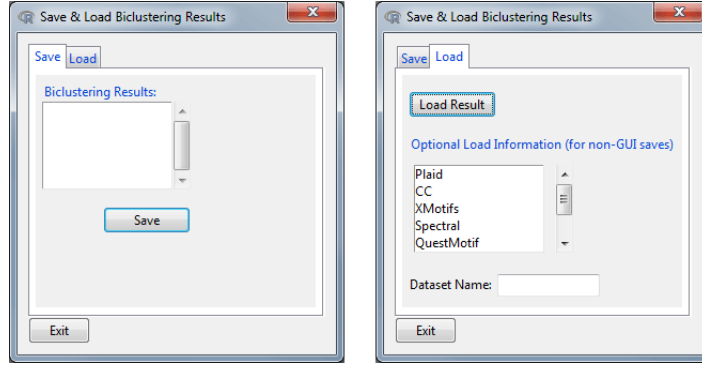 Save & Load Biclustering Results
Save
Load
Biclustering Results:
Save
Exit
Save & Load Biclustering Results
Save
Load
Load Result
Optional Load Information (for non-GUI saves)
Plaid
CC
XMotifs
Spectral
QuestMotif
Dataset Name:
Exit